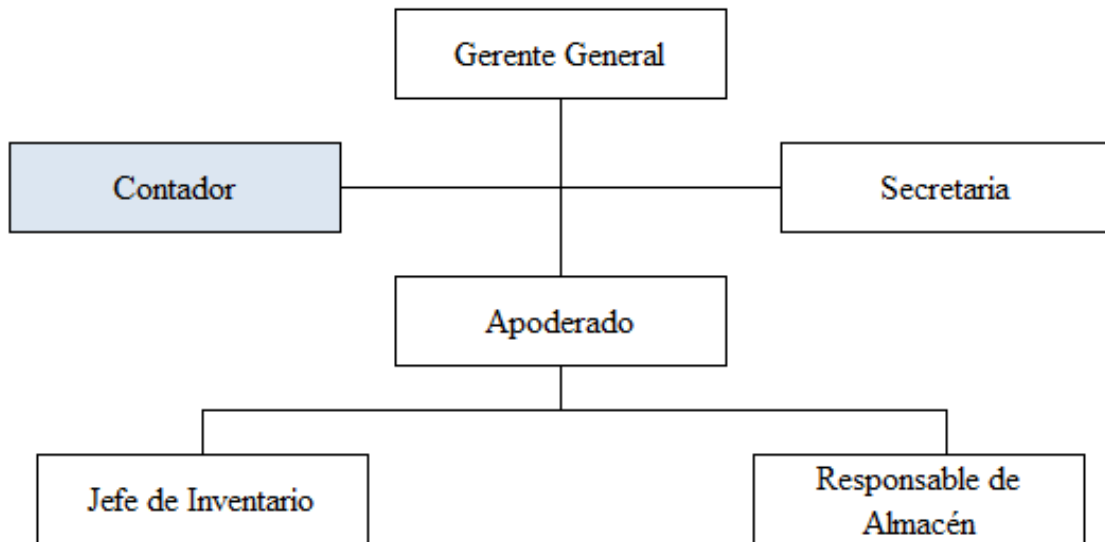 Gerente General
Contador
Secretaria
Apoderado
Jefe de Inventario
Responsable de
Almacén